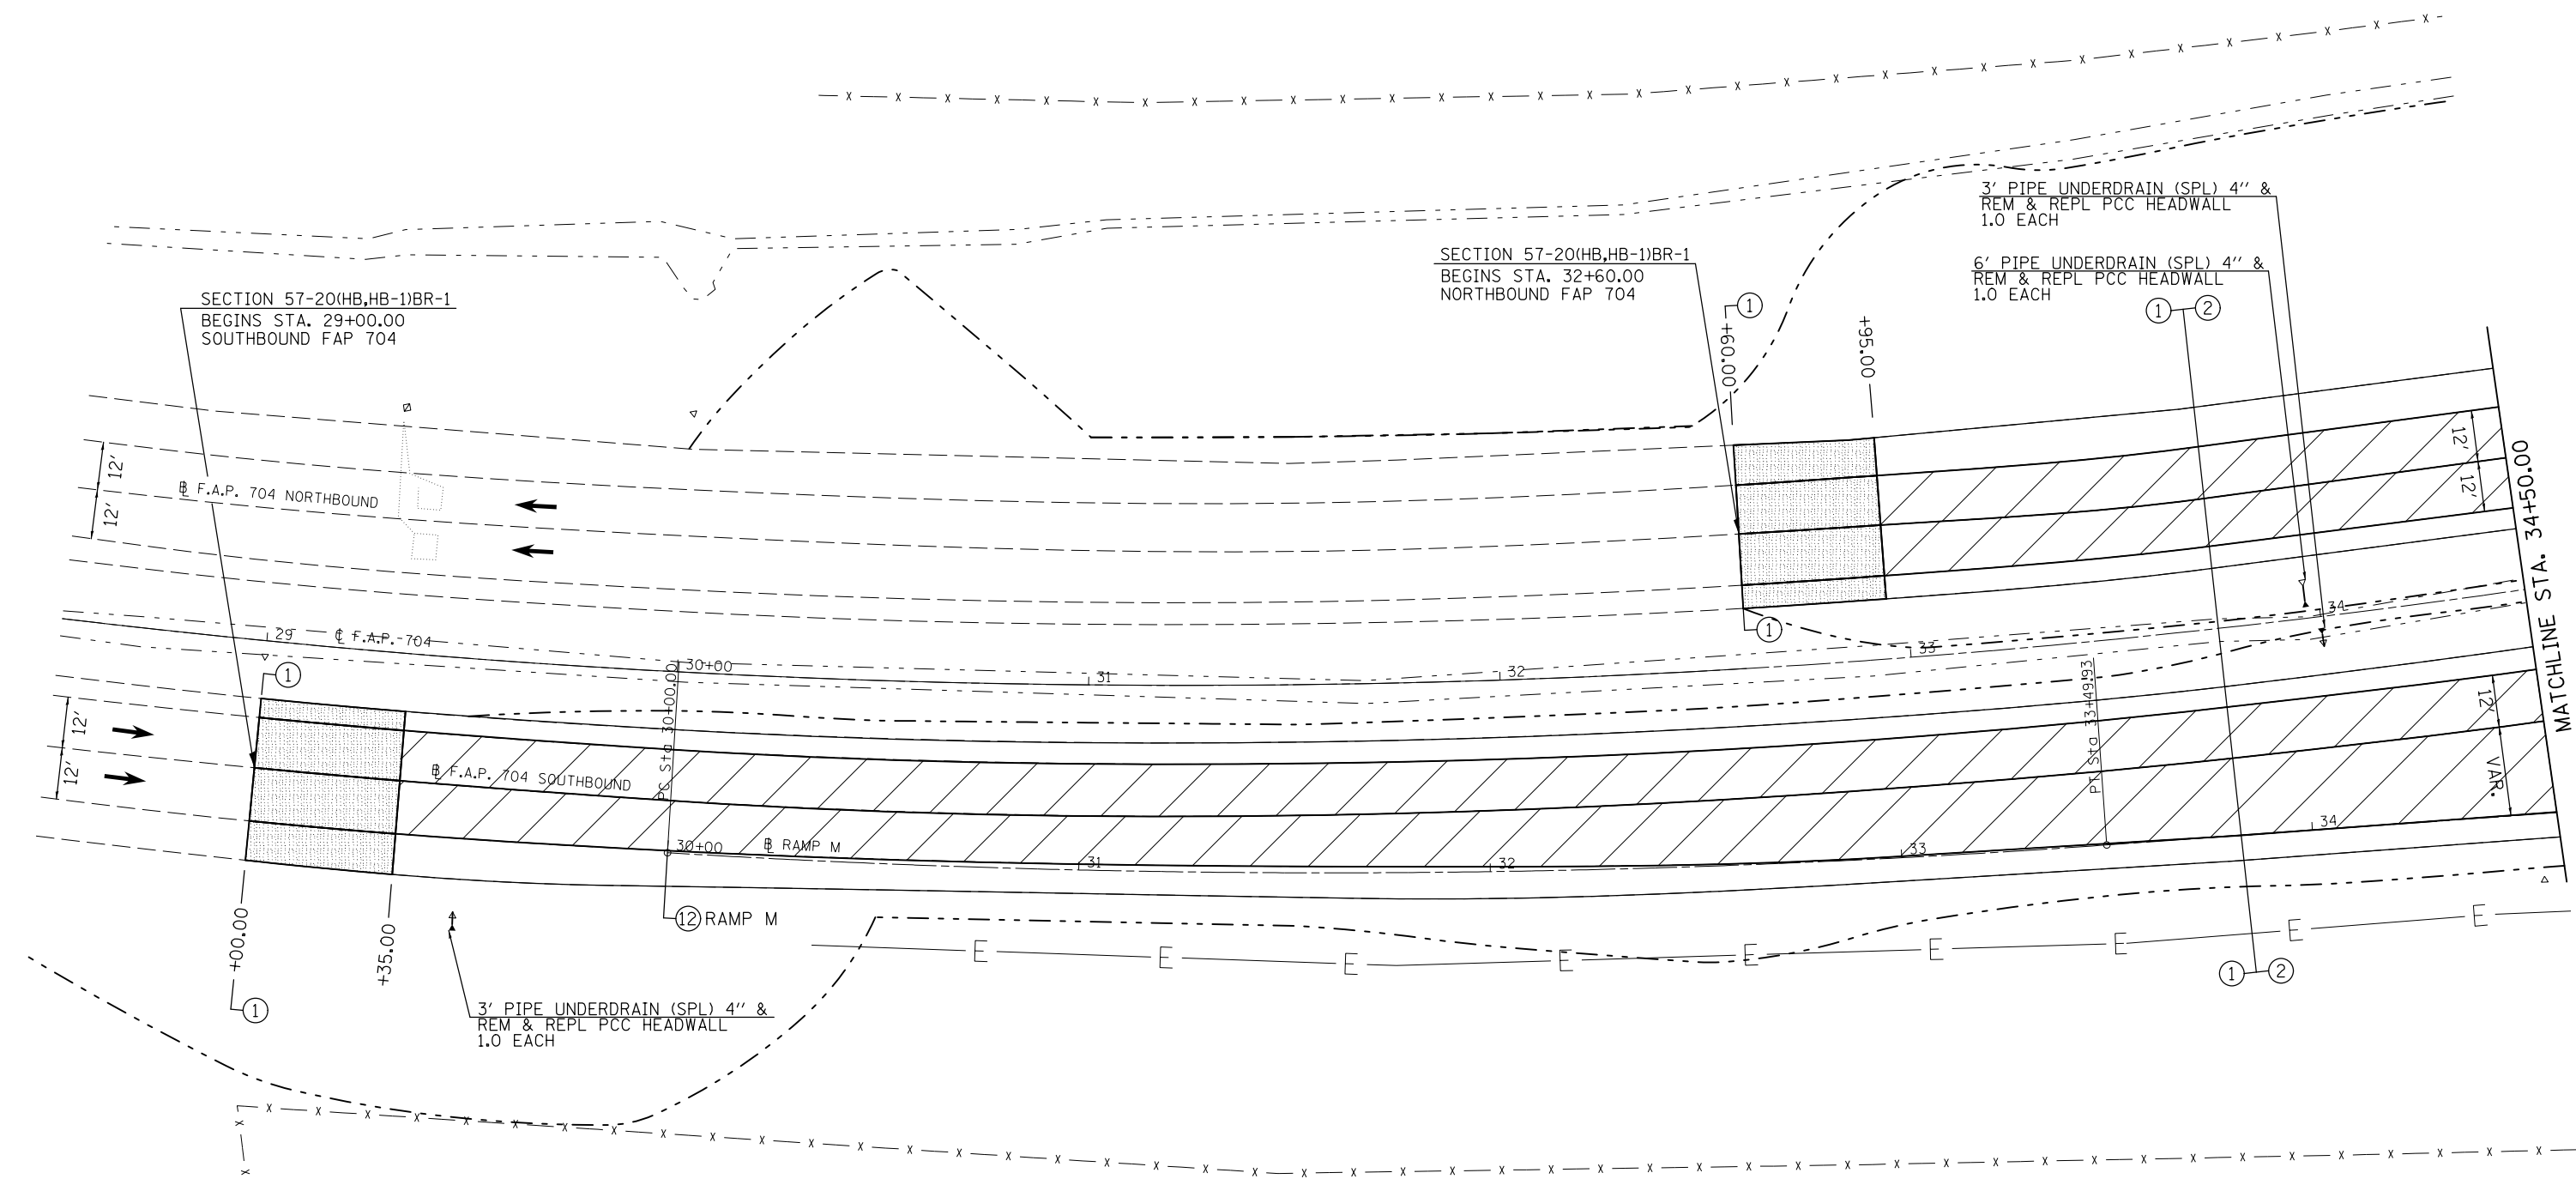 3' PIPE UNDERDRAIN (SPL) 4" &
REM & REPL PCC HEADWALL
1.0 EACH
SECTION 57-20(HB,HB-1)BR-1
BEGINS STA. 32+60.00
NORTHBOUND FAP 704
6' PIPE UNDERDRAIN (SPL) 4" &
REM & REPL PCC HEADWALL
1.0 EACH
SECTION 57-20(HB,HB-1)BR-1
BEGINS STA. 29+00.00
SOUTHBOUND FAP 704
1
1
2
+60.00
+95.00
12'
12'
12'
12'
℄ F.A.P. 704 NORTHBOUND
MATCHLINE STA. 34+50.00
29
℄ F.A.P. 704
30+00
31
32
33
34
1
1
PC Sta 30+00.00
PT Sta 33+49.93
12'
12'
12'
VAR.
℄ F.A.P. 704 SOUTHBOUND
30+00
℄ RAMP M
31
32
33
34
+00.00
+35.00
12
RAMP M
E
E
E
E
E
E
E
E
E
1
1
2
3' PIPE UNDERDRAIN (SPL) 4" &
REM & REPL PCC HEADWALL
1.0 EACH